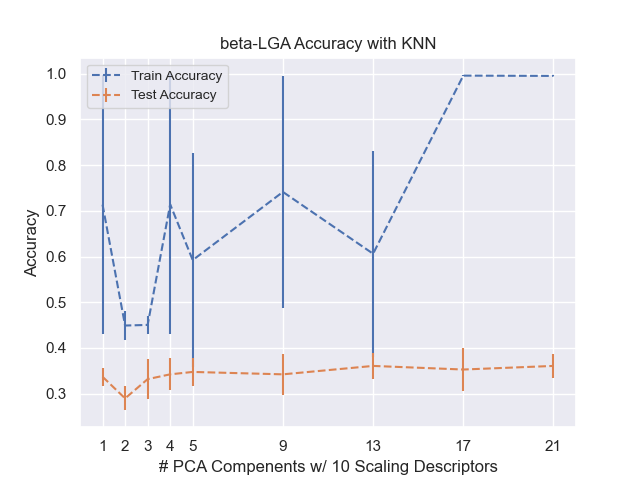 beta-LGA Accuracy with KNN
Train Accuracy
Test Accuracy
1.0
0.9
0.8
0.7
0.6
0.5
0.4
0.3
Accuracy
1 2 3 4 5 9 13 17 21
# PCA Compenents w/ 10 Scaling Descriptors